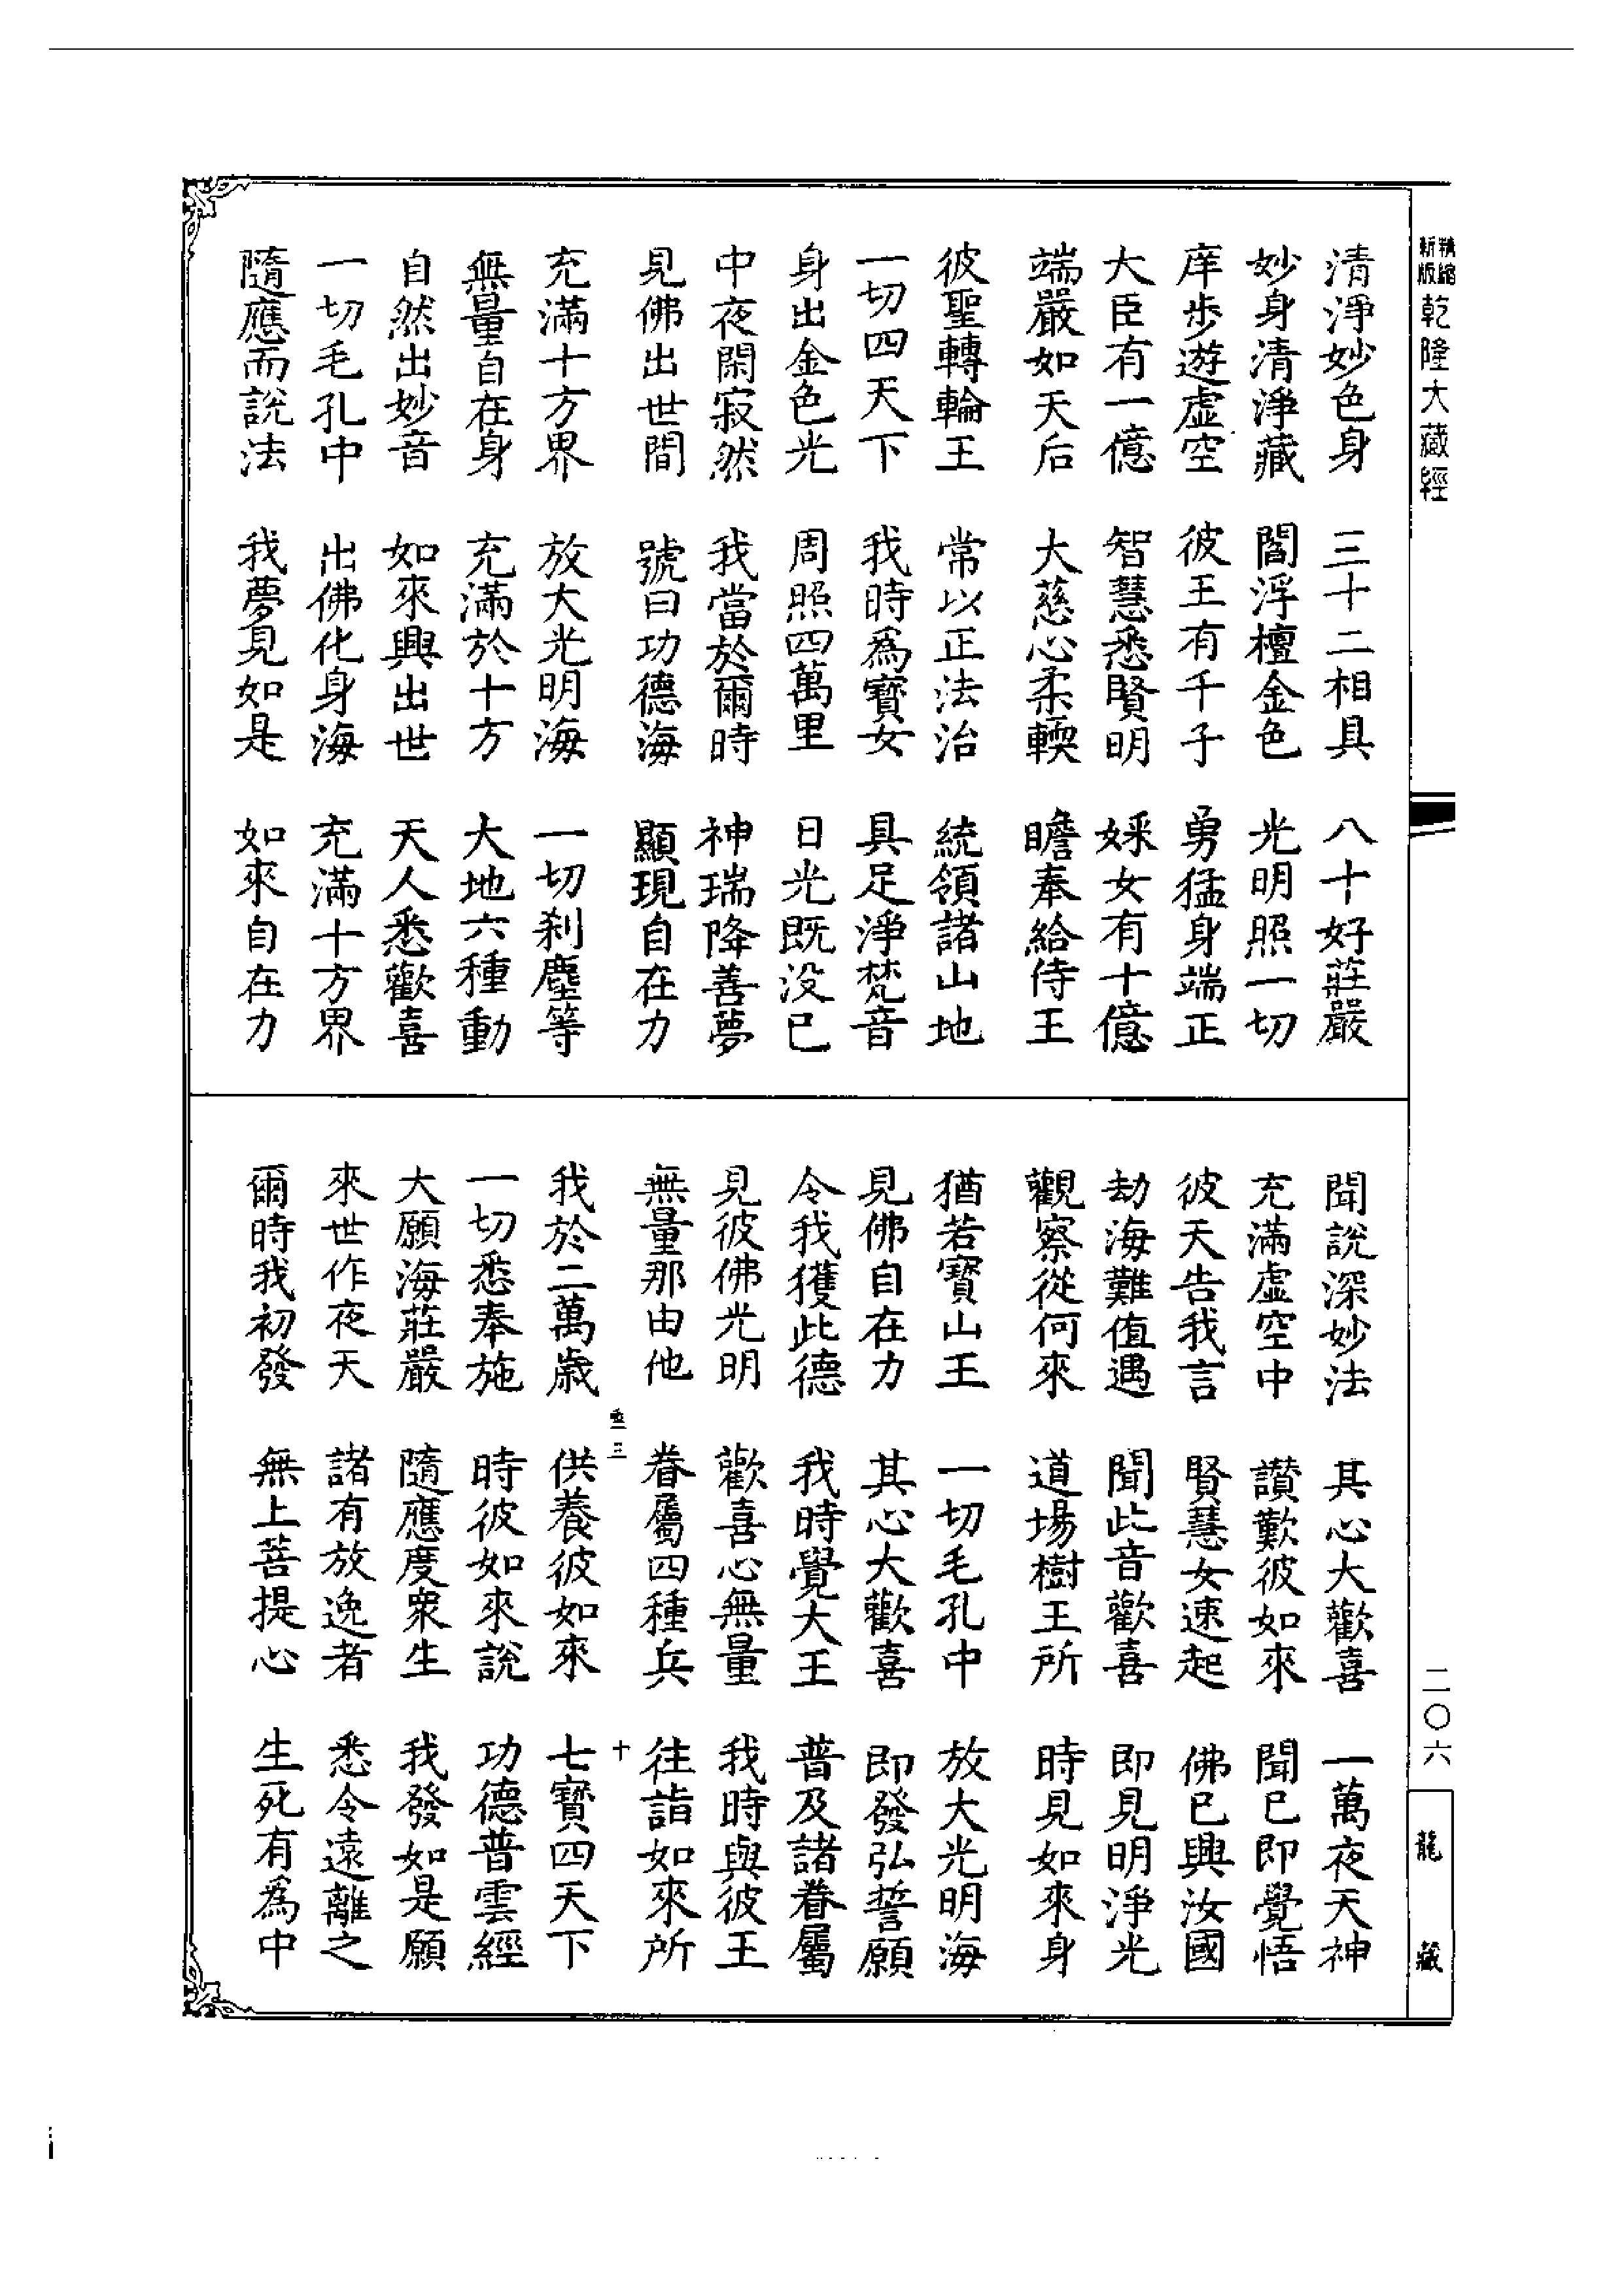 精縮新版乾隆大藏經
清淨妙色身 三十二相具 八十好莊嚴
妙身清淨藏 閻浮檀金色 光明照一切
庠步遊虛空 彼王有千子 勇猛身端正
大臣有一億 智慧悉賢明 婇女有十億
端嚴如天后 大慈心柔輭 瞻奉給侍王
彼聖轉輪王 常以正法治 統領諸山地
一切四天下 我時為寶女 具足淨梵音
身出金色光 周照四萬里 日光既沒已
中夜閑寂然 我當於爾時 神瑞降善夢
見佛出世間 號曰功德海 顯現自在力
充滿十方界 放大光明海 一切刹塵等
無量自在身 充滿於十方 大地六種動
自然出妙音 如來興出世 天人悉歡喜
一切毛孔中 出佛化身海 充滿十方界
隨應而說法 我夢見如是 如來自在力
聞說深妙法 其心大歡喜 一萬夜天神
充滿虛空中 讚歎彼如來 聞已即覺悟
彼天告我言 賢慧女速起 佛已興汝國
劫海難值遇 聞此音歡喜 即見明淨光
觀察從何來 道場樹王所 時見如來身
猶若寶山王 一切毛孔中 放大光明海
見佛自在力 其心大歡喜 即發弘誓願
令我獲此德 我時覺大王 普及諸眷屬
見彼佛光明 歡喜心無量 我時與彼王
無量那由他 眷屬四種兵 往詣如來所
三 十
我於二萬歲 供養彼如來 七寶四天下
一切悉奉施 時彼如來說 功德普雲經
大願海莊嚴 隨應度眾生 我發如是願
來世作夜天 諸有放逸者 悉令遠離之
爾時我初發 無上菩提心 生死有為中
二〇六
龍藏